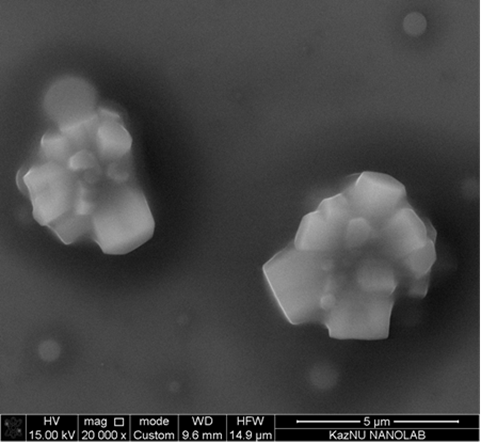 HV mag □ mode WD HFW 5 µm
15.00 kV 20 000 x Custom 9.6 mm 14.9 µm KazNU NANOLAB